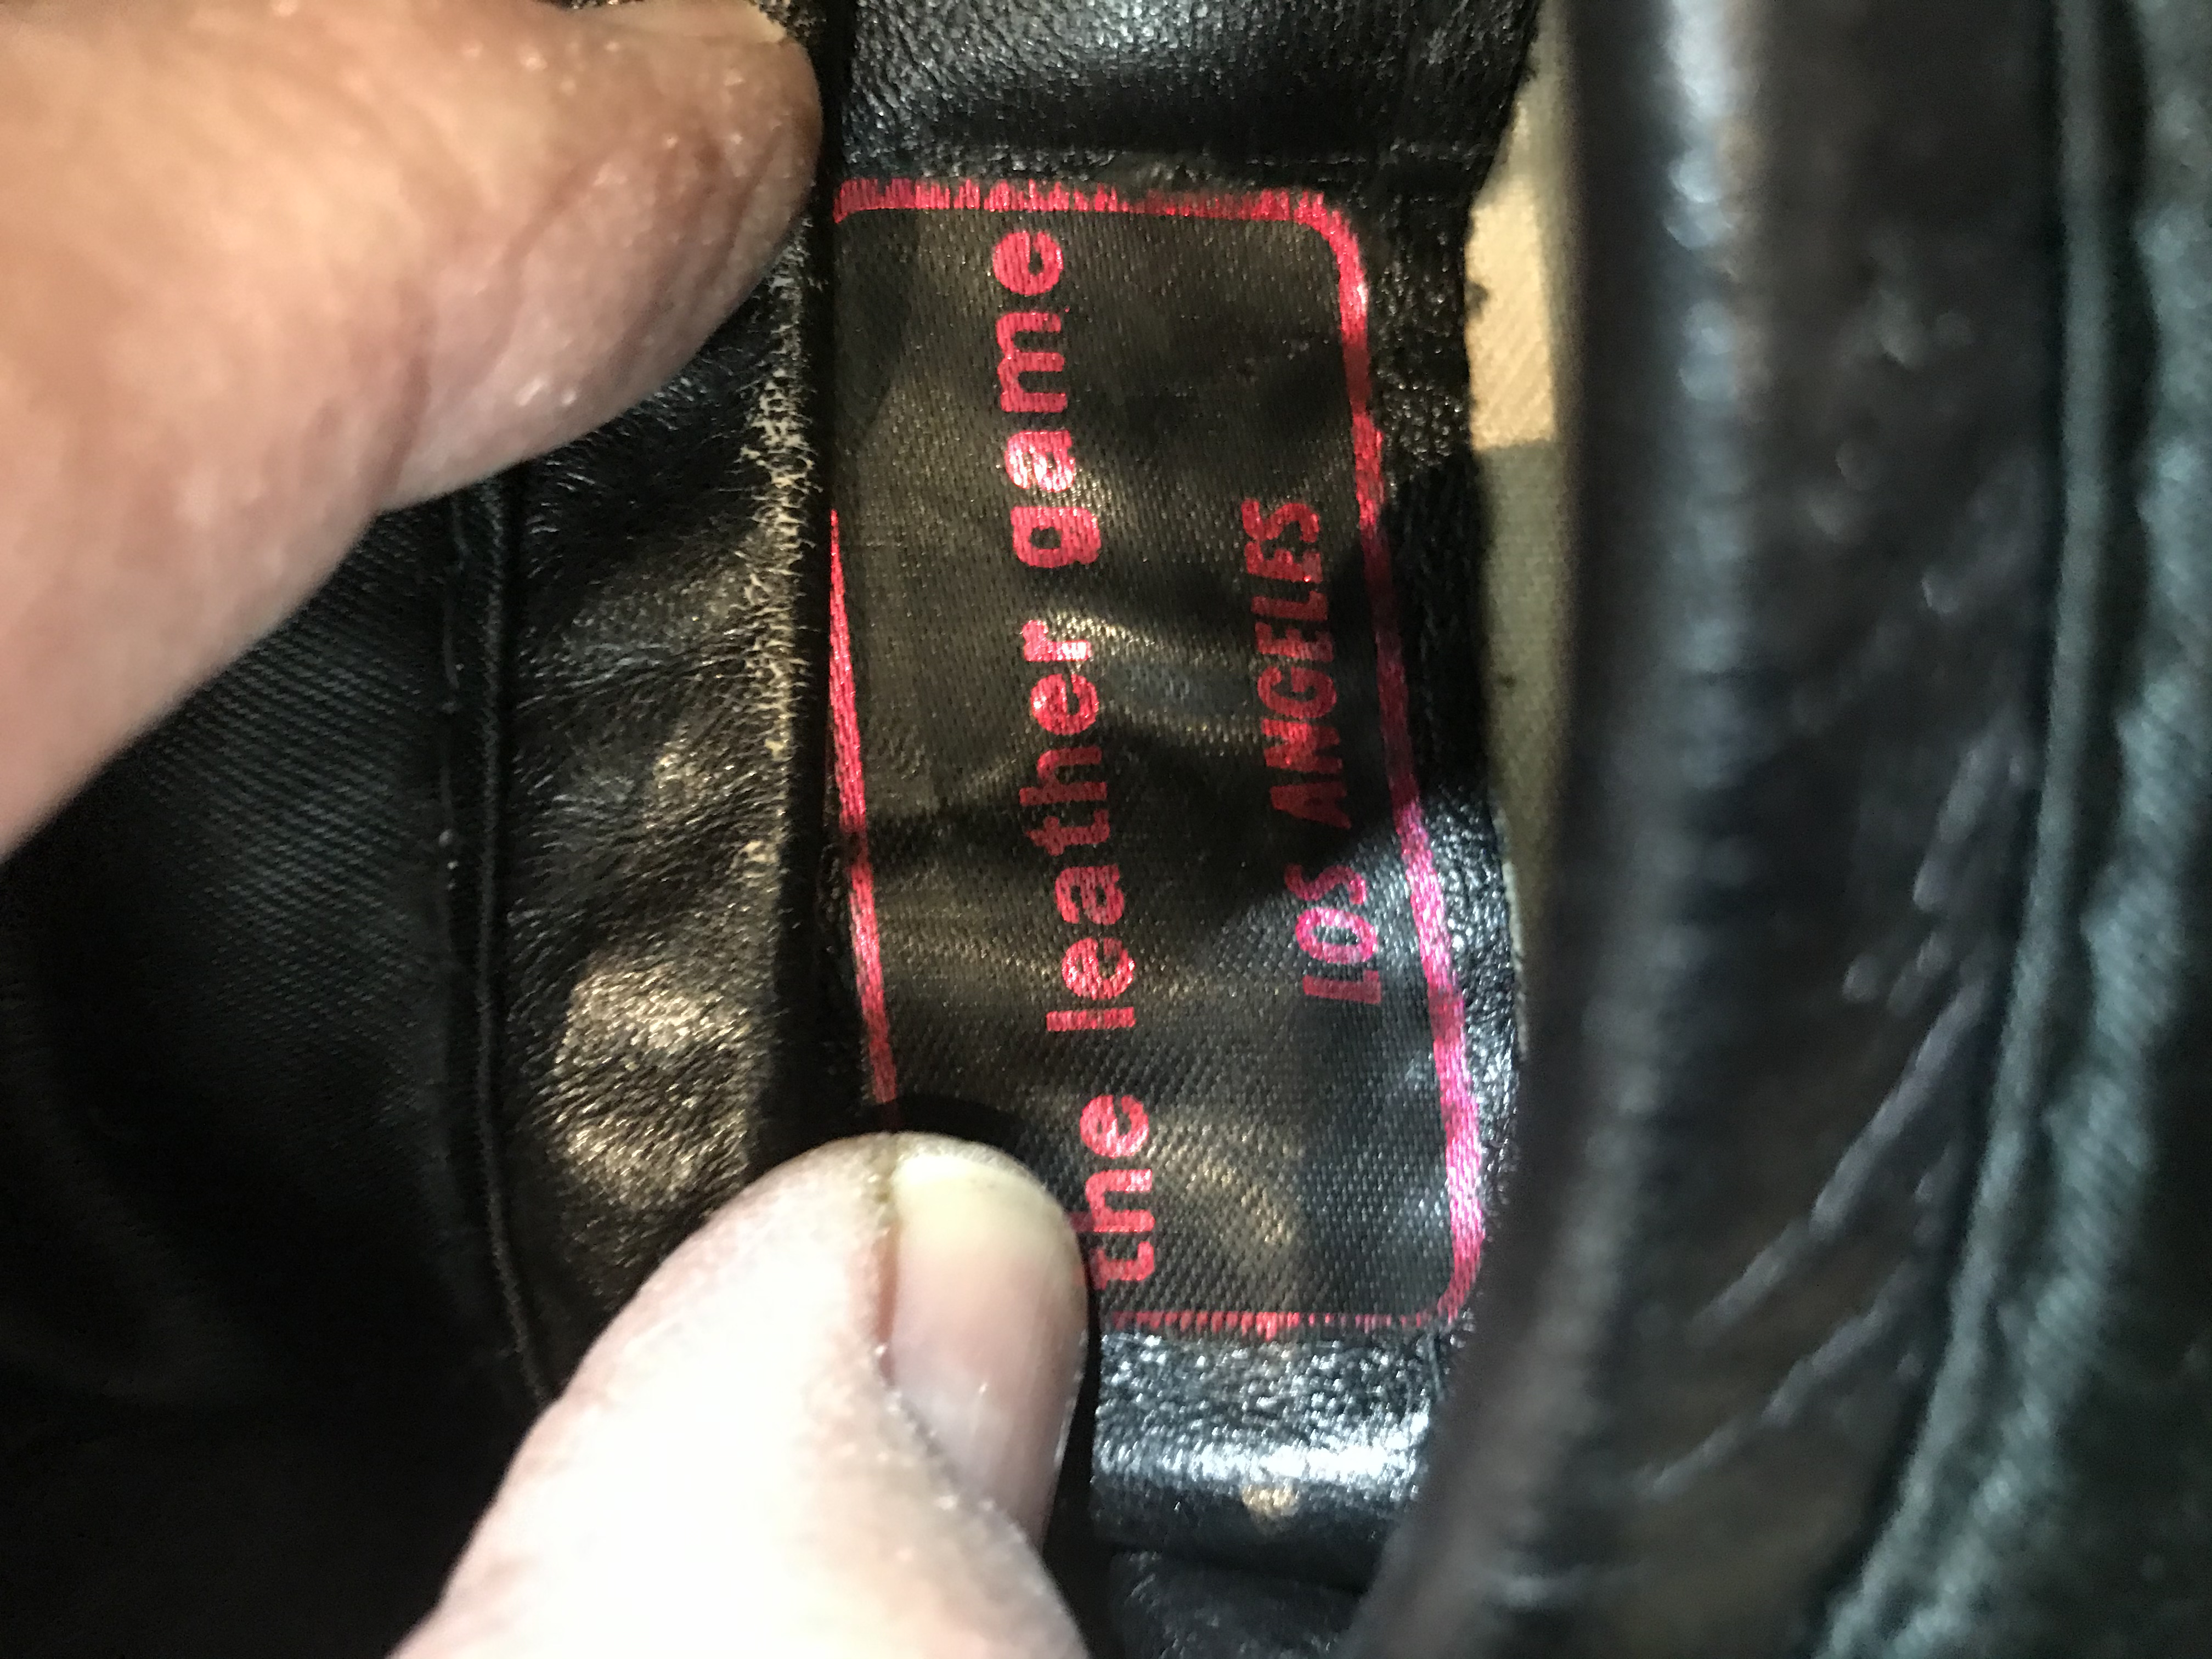 the leather game
LOS ANGELES